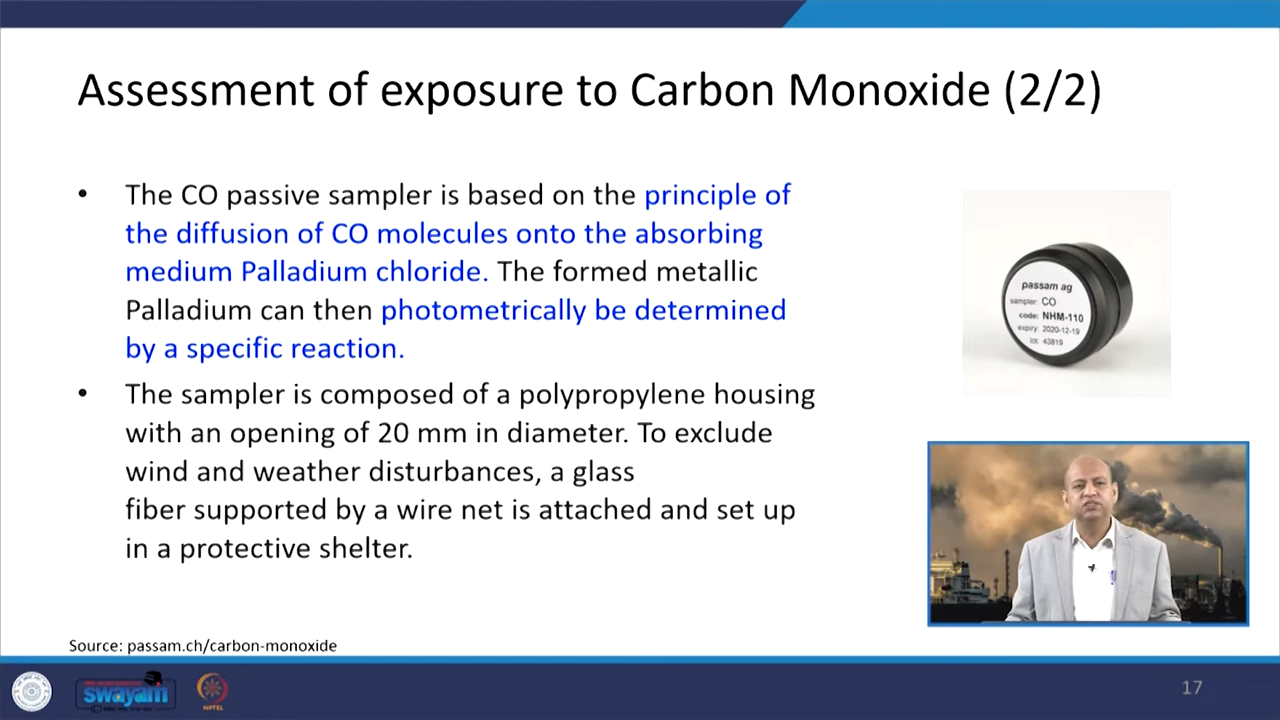 Assessment of exposure to Carbon Monoxide (2/2)
• The CO passive sampler is based on the principle of
the diffusion of CO molecules onto the absorbing
medium Palladium chloride. The formed metallic
Palladium can then photometrically be determined
by a specific reaction.
• The sampler is composed of a polypropylene housing
with an opening of 20 mm in diameter. To exclude
wind and weather disturbances, a glass
fiber supported by a wire net is attached and set up
in a protective shelter.
passam ag
sampler: CO
code: NHM-110
expiry: 2020-12-19
lot: 43819
Source: passam.ch/carbon-monoxide
swayam
NPTEL
17